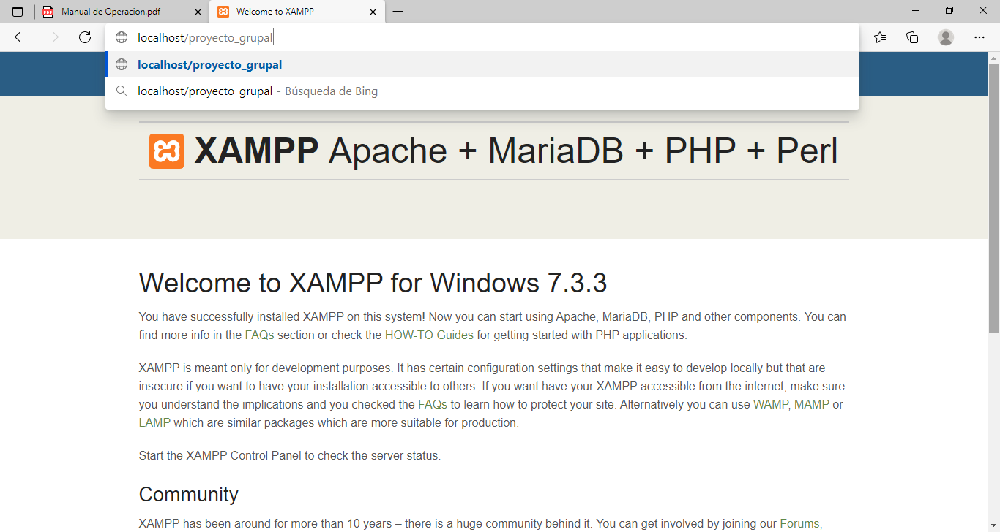 Manual de Operacion.pdf
Welcome to XAMPP
localhost/proyecto_grupal
localhost/proyecto_grupal
localhost/proyecto_grupal - Búsqueda de Bing
XAMPP Apache + MariaDB + PHP + Perl
Welcome to XAMPP for Windows 7.3.3
You have successfully installed XAMPP on this system! Now you can start using Apache, MariaDB, PHP and other components. You can
find more info in the FAQs section or check the HOW-TO Guides for getting started with PHP applications.
XAMPP is meant only for development purposes. It has certain configuration settings that make it easy to develop locally but that are
insecure if you want to have your installation accessible to others. If you want have your XAMPP accessible from the internet, make sure
you understand the implications and you checked the FAQs to learn how to protect your site. Alternatively you can use WAMP, MAMP or
LAMP which are similar packages which are more suitable for production.
Start the XAMPP Control Panel to check the server status.
Community
XAMPP has been around for more than 10 years – there is a huge community behind it. You can get involved by joining our Forums,